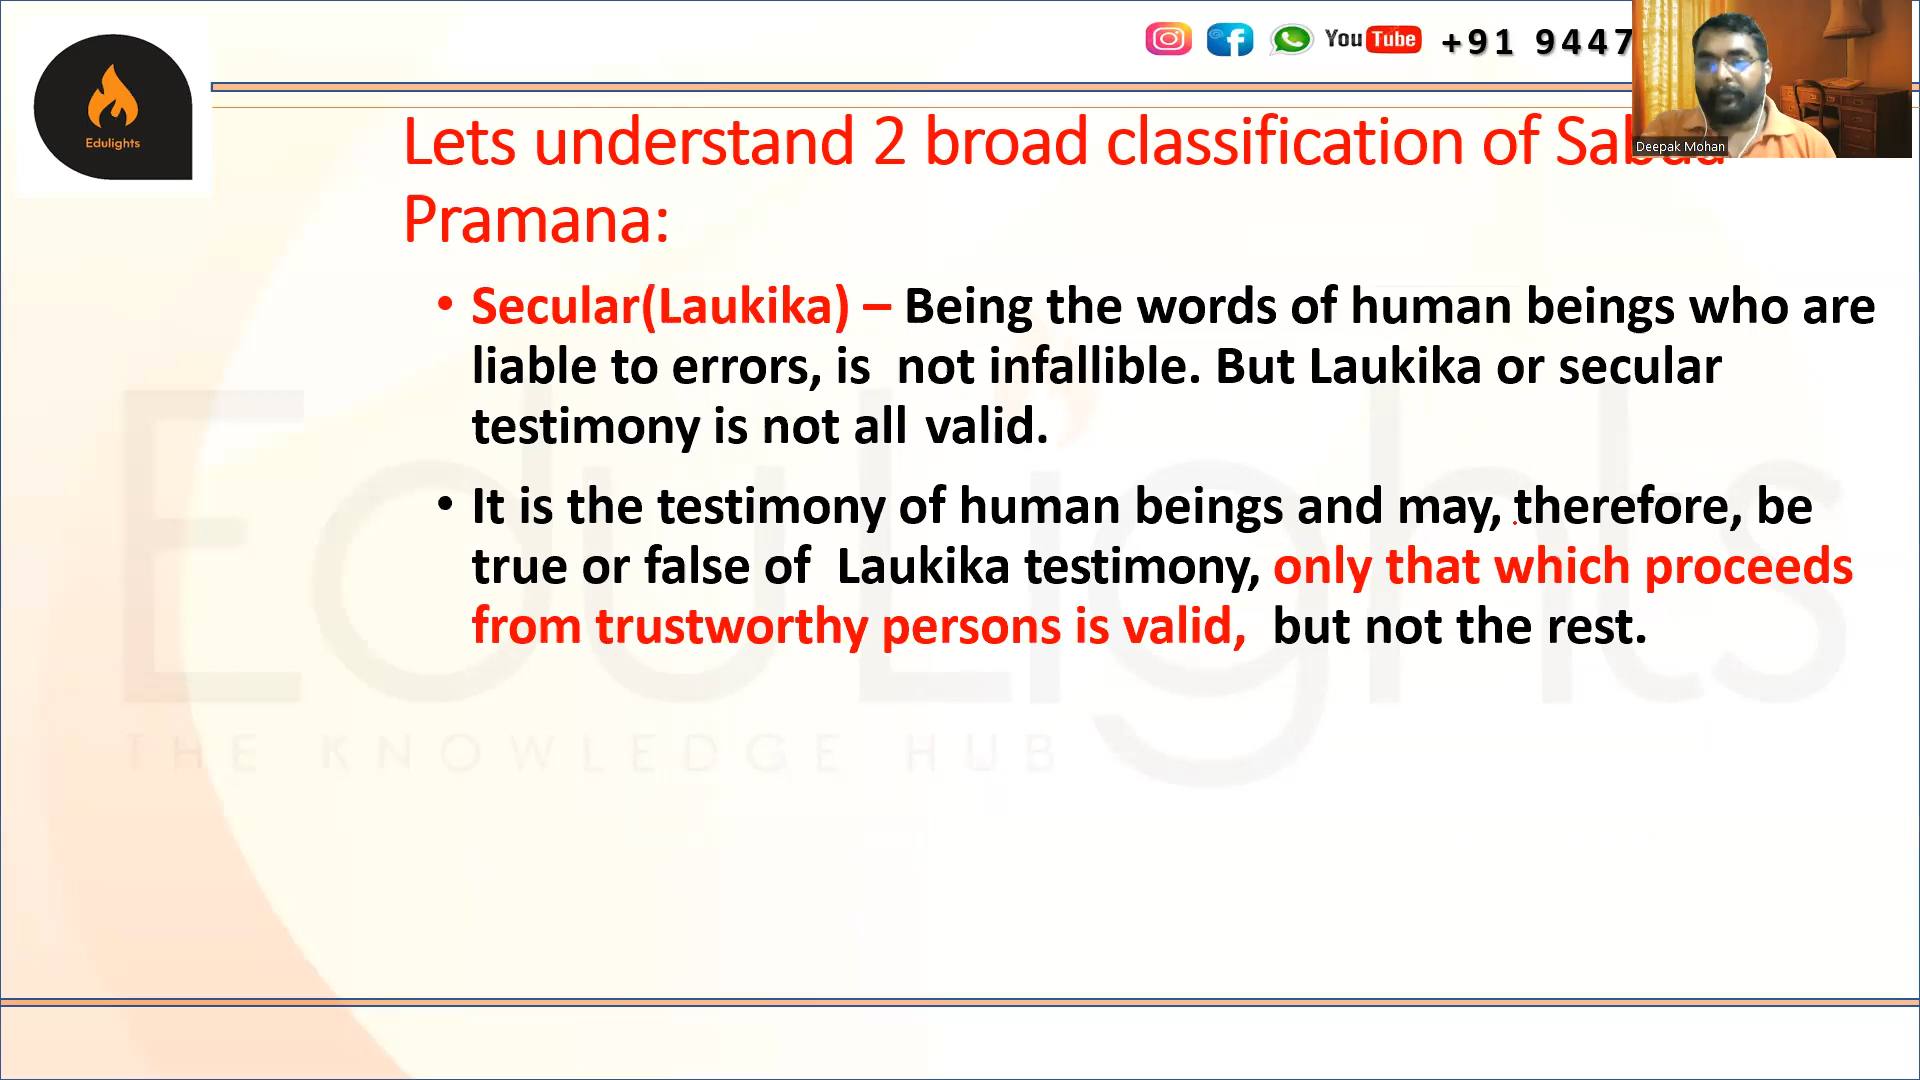 Edulights
You Tube
+91 9447
Deepak Mohan
Lets understand 2 broad classification of
Pramana:
• Secular(Laukika) – Being the words of human beings who are
liable to errors, is not infallible. But Laukika or secular
testimony is not all valid.
• It is the testimony of human beings and may, therefore, be
true or false of Laukika testimony, only that which proceeds
from trustworthy persons is valid, but not the rest.
EduLights
THE KNOWLEDGE HUB